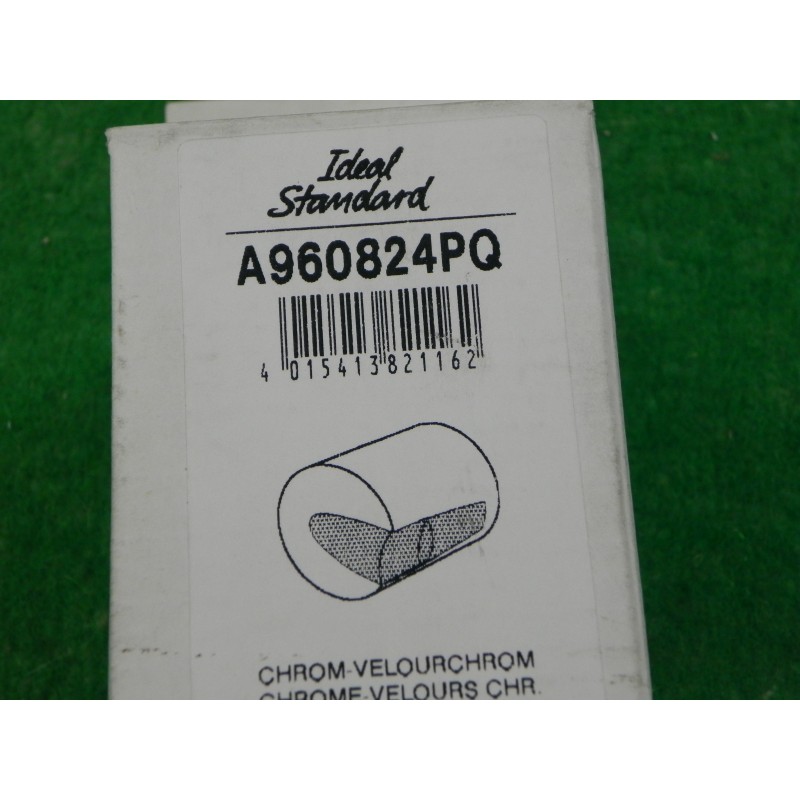 Ideal
Standard
A960824PQ
4 015413 821162
CHROM-VELOURCHROM
CHROME-VELOURS CHR.